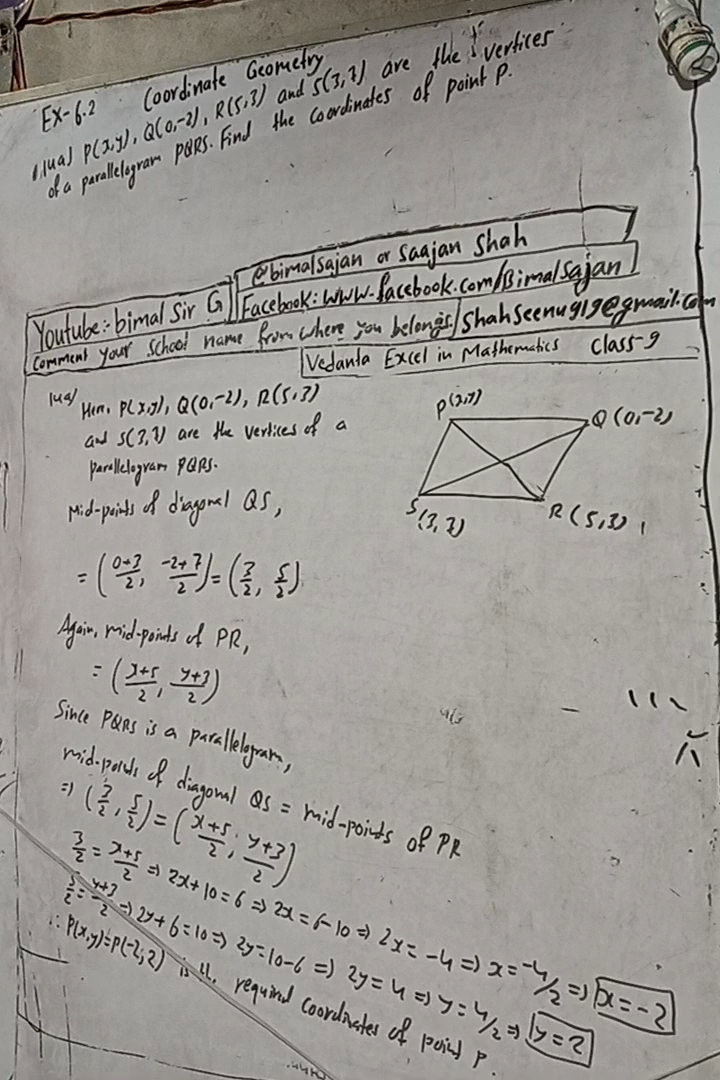 EX-6.2 Coordinate Geometry
14a) P(x,y), Q(0,-2), R(5,3) and S(3,7) are the vertices
of a parallelogram PQRS. Find the coordinates of point P.
@bimalsajan or Saajan Shah
Youtube:- bimal Sir G
Facebook: www.facebook.com/Bimalsajan
Comment your School name from where you belongs.
Shahseenu919@gmail.com
Vedanta Excel in Mathematics Class-9
14a/ Here, P(x,y), Q(0,-2), R(5,3)
and S(3,7) are the vertices of a
parallelogram PQRS.
P(x,y)
Q(0,-2)
S(3,7)
R(5,3)
Mid-points of diagonal QS,
= (0+3/2, -2+7/2) = (3/2, 5/2)
Again, mid-points of PR,
= (x+5/2, y+3/2)
Since PQRS is a parallelogram,
mid-points of diagonal QS = mid-points of PR
=) (3/2, 5/2) = (x+5/2, y+3/2)
3/2 = x+5/2 => 2x+10=6 => 2x=6-10 => 2x=-4 => x=-4/2 => x=-2
5/2 = y+3/2 => 2y+6=10 => 2y=10-6 => 2y=4 => y=4/2 => y=2
∴ P(x,y)=P(-2,2) is the required coordinates of point P.